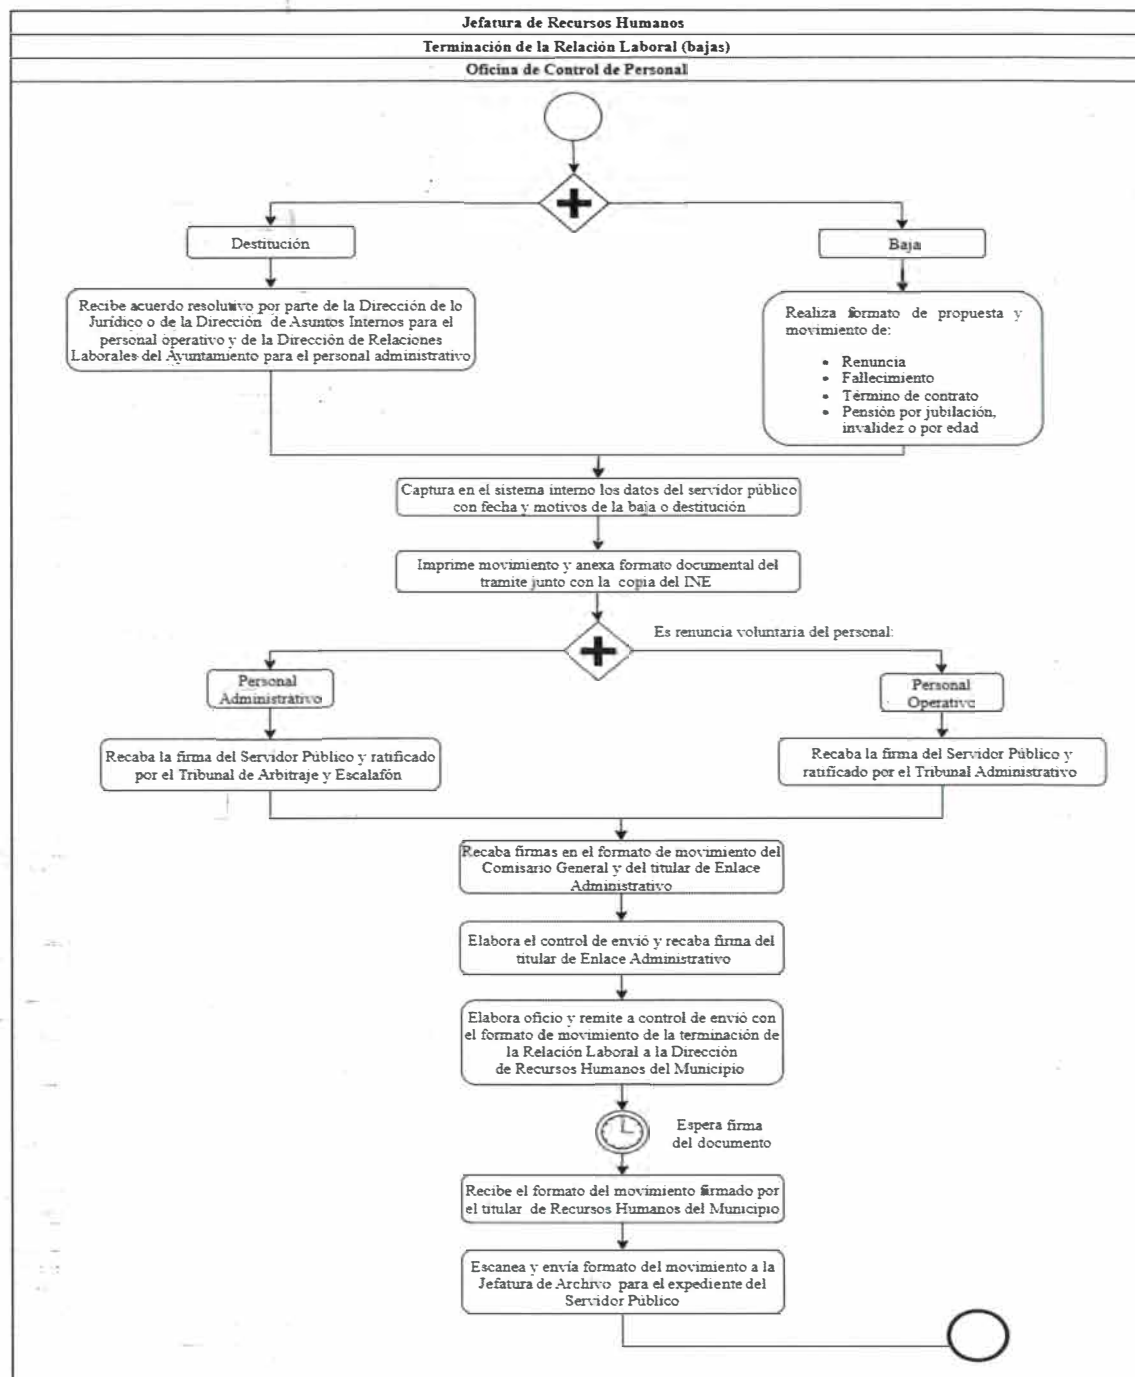 Jefatura de Recursos Humanos
Terminación de la Relación Laboral (bajas)
Oficina de Control de Personal
Destitución
Baja
Recibe acuerdo resolutivo por parte de la Dirección de lo
Jurídico o de la Dirección de Asuntos Internos para el
personal operativo y de la Dirección de Relaciones
Laborales del Ayuntamiento para el personal administrativo
Realiza formato de propuesta y
movimiento de:
• Renuncia
• Fallecimiento
• Término de contrato
• Pensión por jubilación,
invalidez o por edad
Captura en el sistema interno los datos del servidor público
con fecha y motivos de la baja o destitución
Imprime movimiento y anexa formato documental del
tramite junto con la copia del INE
Es renuncia voluntaria del personal:
Personal
Administrativo
Personal
Operativo
Recaba la firma del Servidor Público y ratificado
por el Tribunal de Arbitraje y Escalafón
Recaba la firma del Servidor Público y
ratificado por el Tribunal Administrativo
Recaba firmas en el formato de movimiento del
Comisario General y del titular de Enlace
Administrativo
Elabora el control de envió y recaba firma del
titular de Enlace Administrativo
Elabora oficio y remite a control de envió con
el formato de movimiento de la terminación de
la Relación Laboral a la Dirección
de Recursos Humanos del Municipio
Espera firma
del documento
Recibe el formato del movimiento firmado por
el titular de Recursos Humanos del Municipio
Escanea y envía formato del movimiento a la
Jefatura de Archivo para el expediente del
Servidor Público